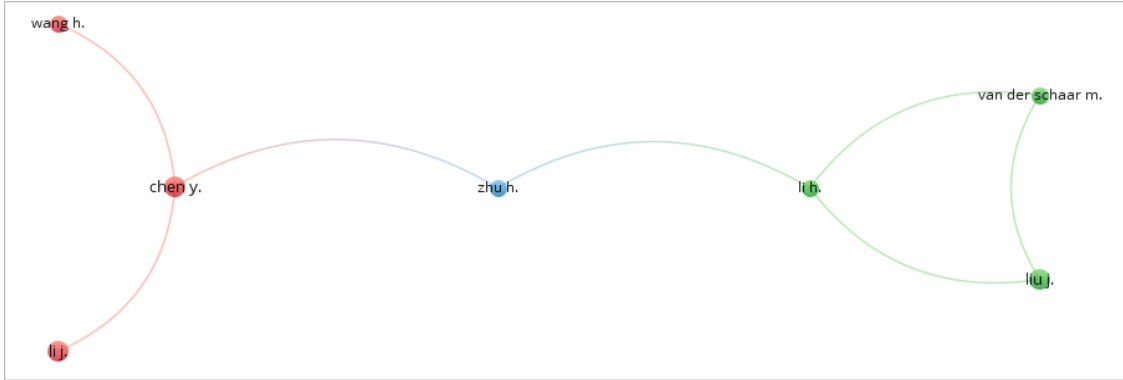 wang h.
van der schaar m.
chen y.
zhu h.
li h.
liu j.
li j.